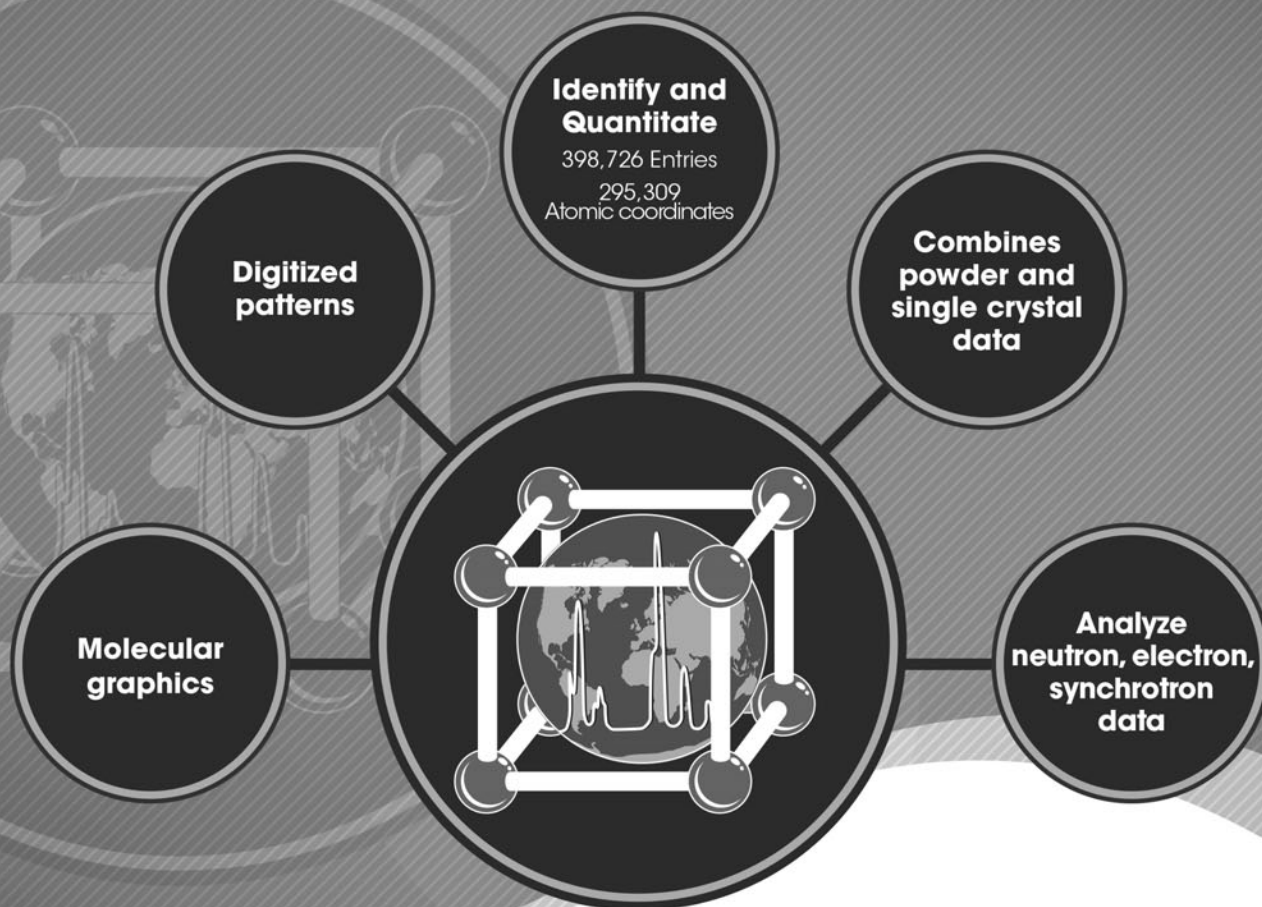 Identify and
Quantitate
398,726 Entries
295,309
Atomic coordinates
Digitized
patterns
Combines
powder and
single crystal
data
Molecular
graphics
Analyze
neutron, electron,
synchrotron
data